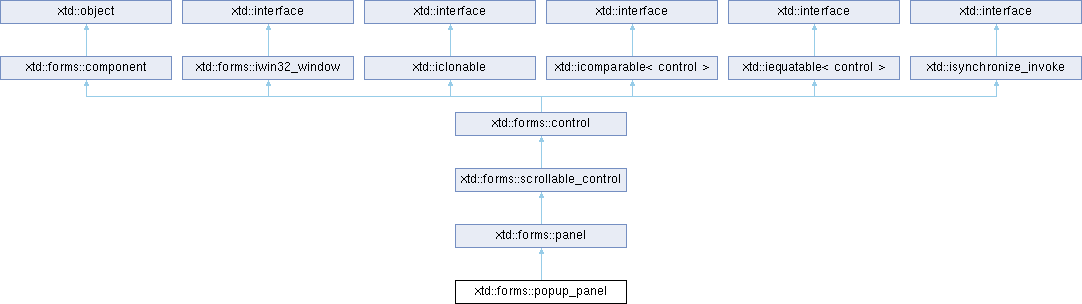 xtd::object
xtd::interface
xtd::interface
xtd::interface
xtd::interface
xtd::interface
xtd::forms::component
xtd::forms::iwin32_window
xtd::iclonable
xtd::icomparable< control >
xtd::iequatable< control >
xtd::isynchronize_invoke
xtd::forms::control
xtd::forms::scrollable_control
xtd::forms::panel
xtd::forms::popup_panel